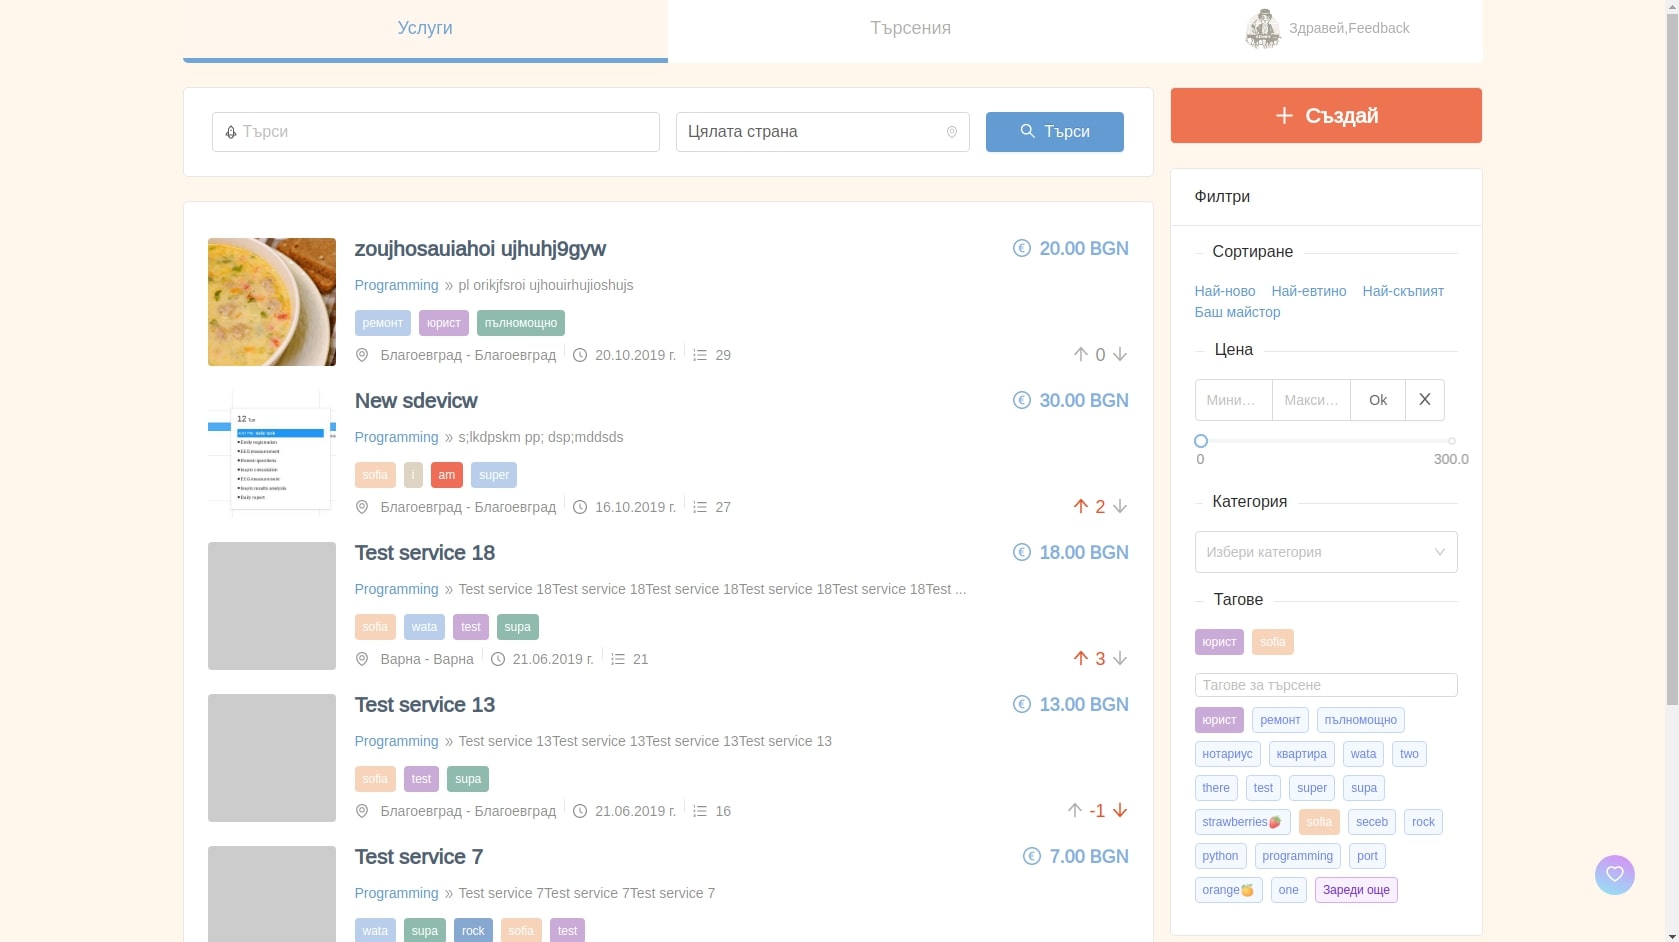 Услуги
Търсения
Здравей,Feedback
Търси
Цялата страна
Търси
Създай
zoujhosauiahoi ujhuhj9gyw
20.00 BGN
Programming » pl orikjfsroi ujhouirhujioshujs
ремонт юрист пълномощно
Благоевград - Благоевград 20.10.2019 г. 29
0
New sdevicw
30.00 BGN
12 Tue
Programming » s;lkdpskm pp; dsp;mddsds
sofia i am super
Благоевград - Благоевград 16.10.2019 г. 27
2
Test service 18
18.00 BGN
Programming » Test service 18Test service 18Test service 18Test service 18Test service 18Test ...
sofia wata test supa
Варна - Варна 21.06.2019 г. 21
3
Test service 13
13.00 BGN
Programming » Test service 13Test service 13Test service 13Test service 13
sofia test supa
Благоевград - Благоевград 21.06.2019 г. 16
-1
Test service 7
7.00 BGN
Programming » Test service 7Test service 7Test service 7
wata supa rock sofia test
Филтри
Сортиране
Най-ново Най-евтино Най-скъпият
Баш майстор
Цена
Мини... Макси... Ok X
0 300.0
Категория
Избери категория
Тагове
юрист sofia
Тагове за търсене
юрист ремонт пълномощно
нотариус квартира wata two
there test super supa
strawberries🍓 sofia seceb rock
python programming port
orange🍊 one Зареди още